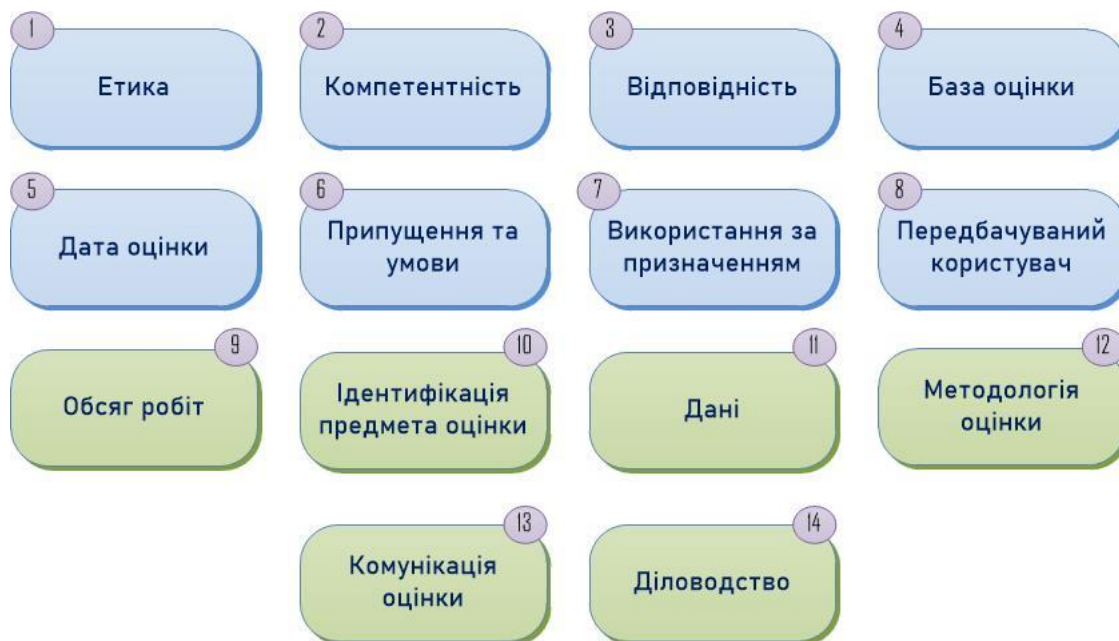 1
Етика
2
Компетентність
3
Відповідність
4
База оцінки
5
Дата оцінки
6
Припущення та
умови
7
Використання за
призначенням
8
Передбачуваний
користувач
9
Обсяг робіт
10
Ідентифікація
предмета оцінки
11
Дані
12
Методологія
оцінки
13
Комунікація
оцінки
14
Діловодство